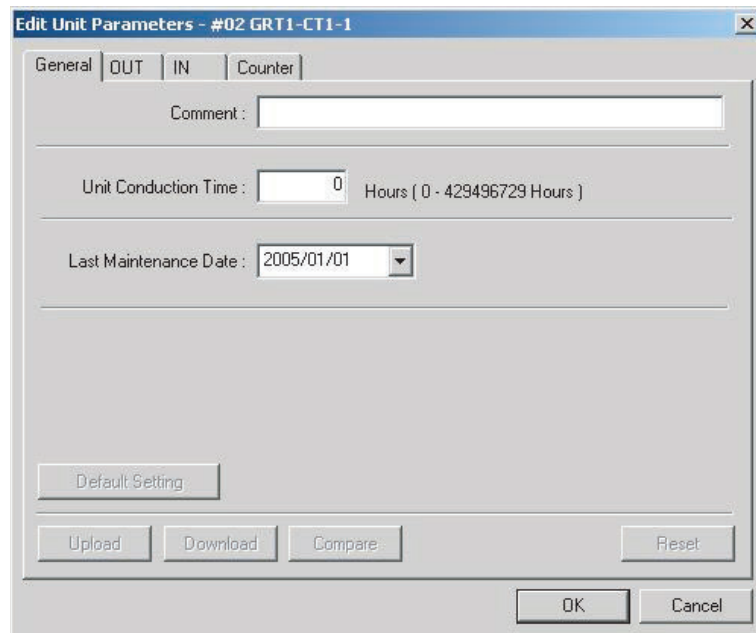 Edit Unit Parameters - #02 GRT1-CT1-1
General OUT IN Counter
Comment :
Unit Conduction Time : 0 Hours ( 0 - 429496729 Hours )
Last Maintenance Date : 2005/01/01
Default Setting
Upload Download Compare Reset
OK Cancel